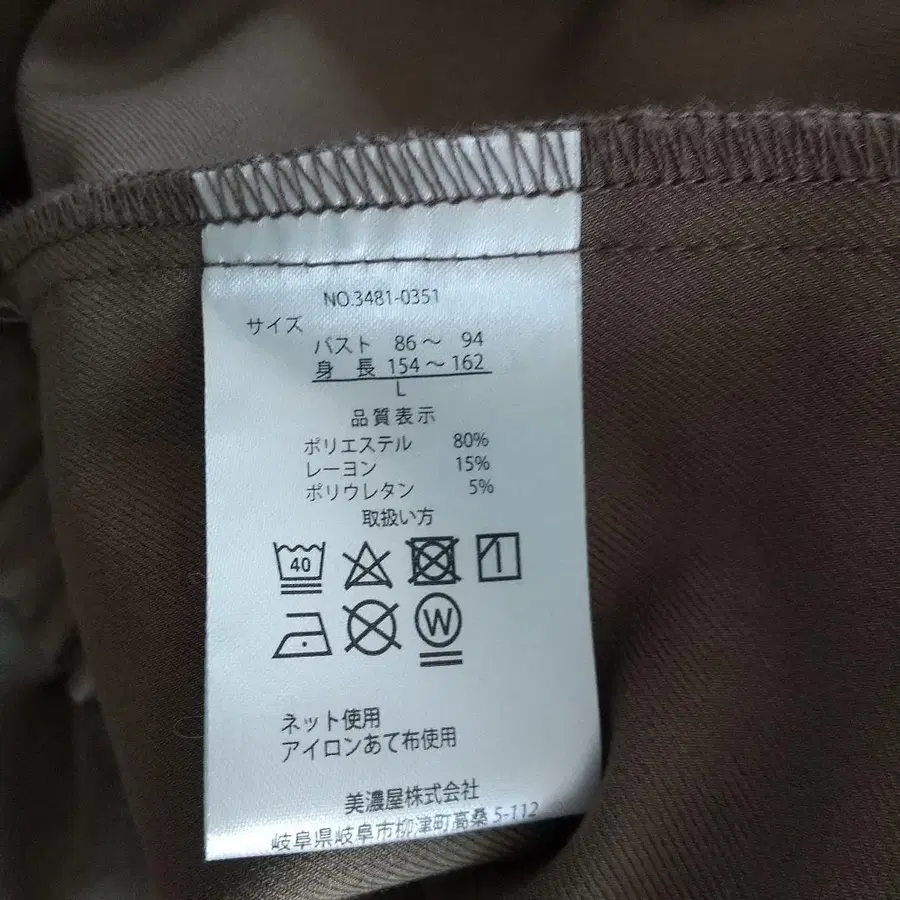 NO.3481-0351
サイズ
バスト 86～ 94
身 長 154～162
L
品質表示
ポリエステル 80%
レーヨン 15%
ポリウレタン 5%
取扱い方
40
W
ネット使用
アイロンあて布使用
美濃屋株式会社
岐阜県岐阜市柳津町高桑5-112